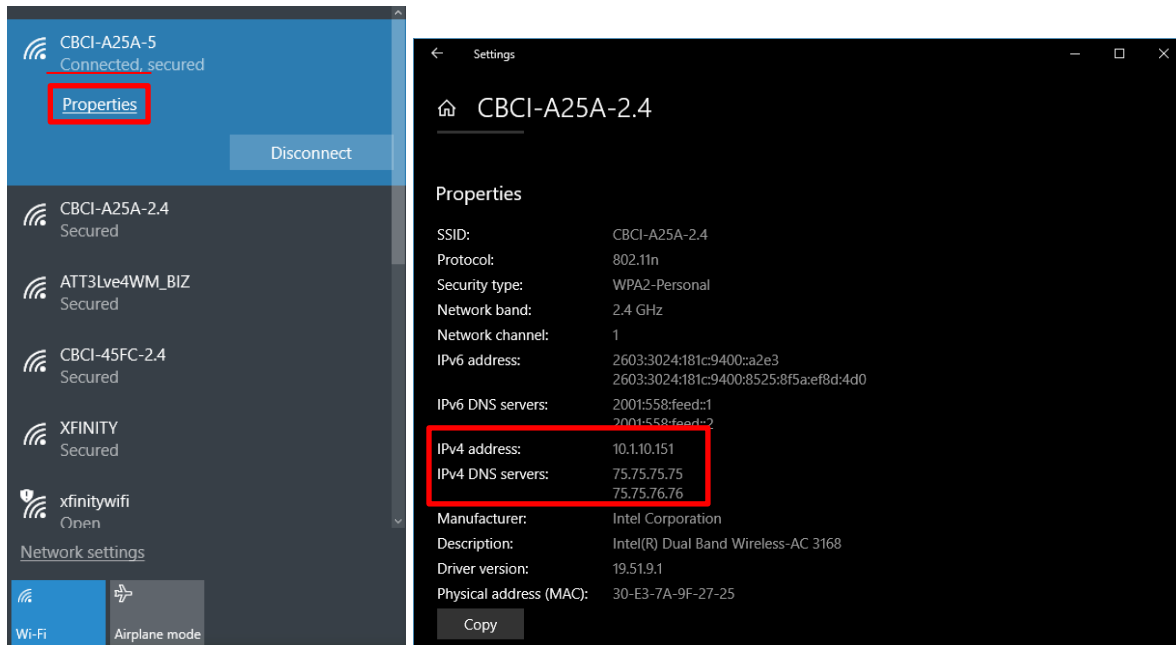 CBCI-A25A-5
Connected, secured
Properties
Disconnect
CBCI-A25A-2.4
Secured
ATT3Lve4WM_BIZ
Secured
CBCI-45FC-2.4
Secured
XFINITY
Secured
xfinitywifi
Open
Network settings
Wi-Fi
Airplane mode
Settings
CBCI-A25A-2.4
Properties
SSID: CBCI-A25A-2.4
Protocol: 802.11n
Security type: WPA2-Personal
Network band: 2.4 GHz
Network channel: 1
IPv6 address: 2603:3024:181c:9400::a2e3
2603:3024:181c:9400:8525:8f5a:ef8d:4d0
IPv6 DNS servers: 2001:558:feed::1
2001:558:feed::2
IPv4 address: 10.1.10.151
IPv4 DNS servers: 75.75.75.75
75.75.76.76
Manufacturer: Intel Corporation
Description: Intel(R) Dual Band Wireless-AC 3168
Driver version: 19.51.9.1
Physical address (MAC): 30-E3-7A-9F-27-25
Copy